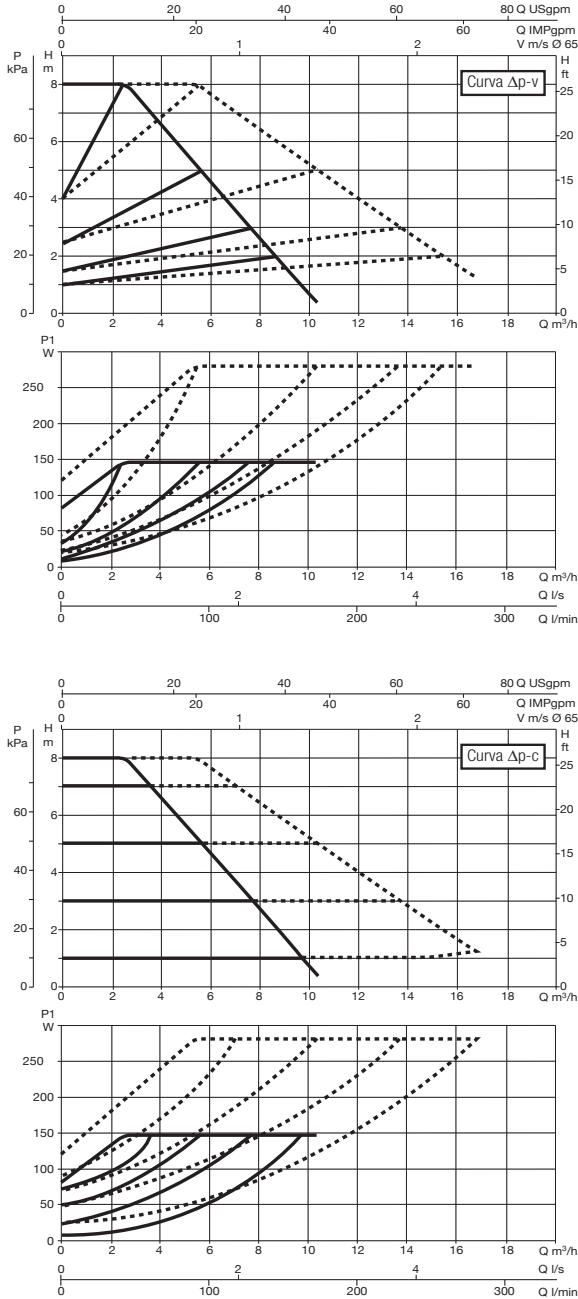 0 20 40 60 80 Q USgpm
0 20 40 60 Q IMPgpm
0 1 2 V m/s Ø 65
P kPa
H m
H ft
Curva Δp-v
8
6
4
2
0
60
40
20
0
25
20
15
10
5
0
0 2 4 6 8 10 12 14 16 Q m³/h
P1
W
250
200
150
100
50
0
0 2 4 6 8 10 12 14 16 Q m³/h
0 2 4 Q l/s
0 100 200 300 Q l/min
0 20 40 60 80 Q USgpm
0 20 40 60 Q IMPgpm
0 1 2 V m/s Ø 65
P kPa
H m
H ft
Curva Δp-c
8
6
4
2
0
60
40
20
0
25
20
15
10
5
0
0 2 4 6 8 10 12 14 16 Q m³/h
P1
W
250
200
150
100
50
0
0 2 4 6 8 10 12 14 16 Q m³/h
0 2 4 Q l/s
0 100 200 300 Q l/min